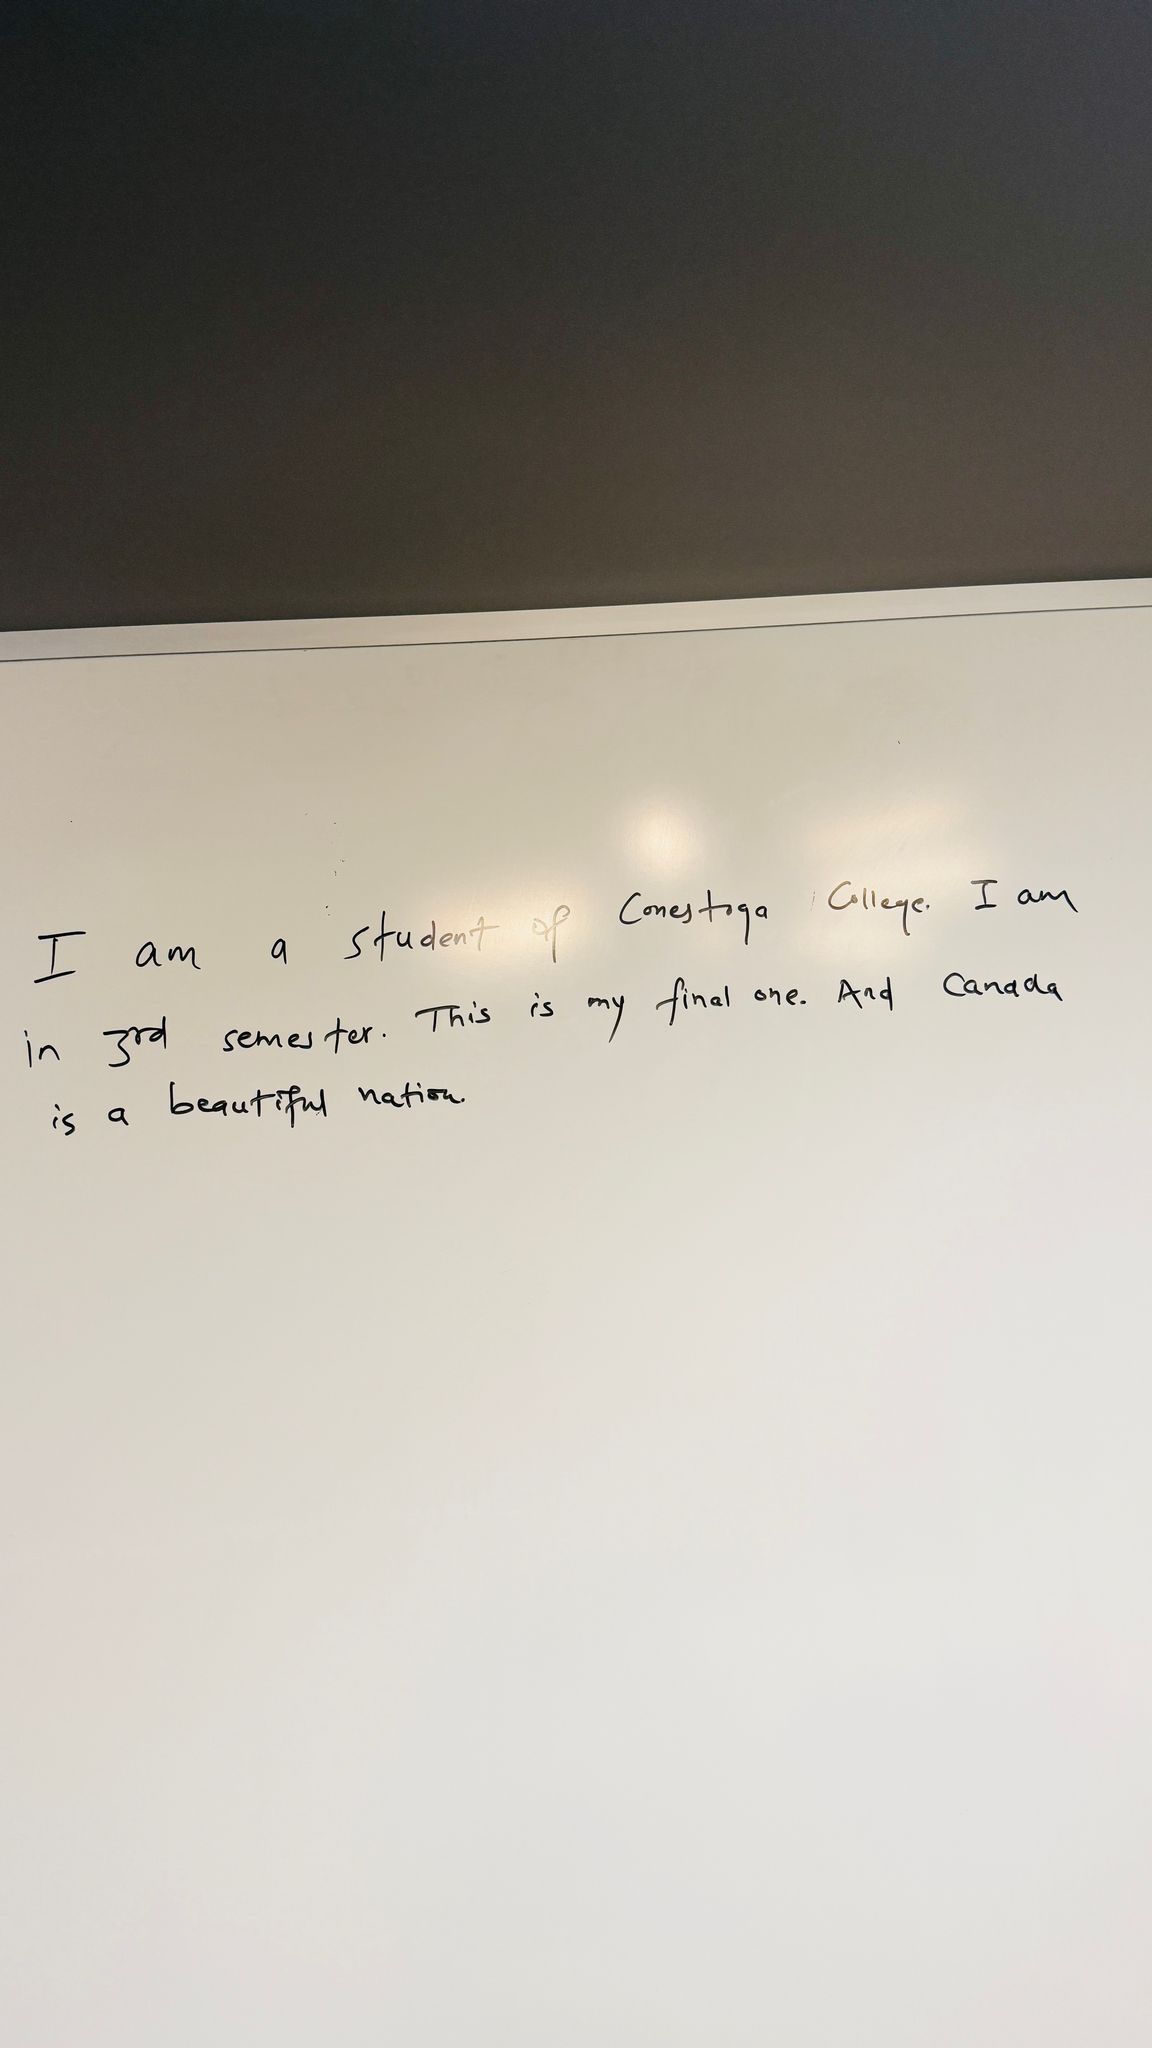 I am a student of Conestoga College. I am
in 3rd semester. This is my final one. And Canada
is a beautiful nation.